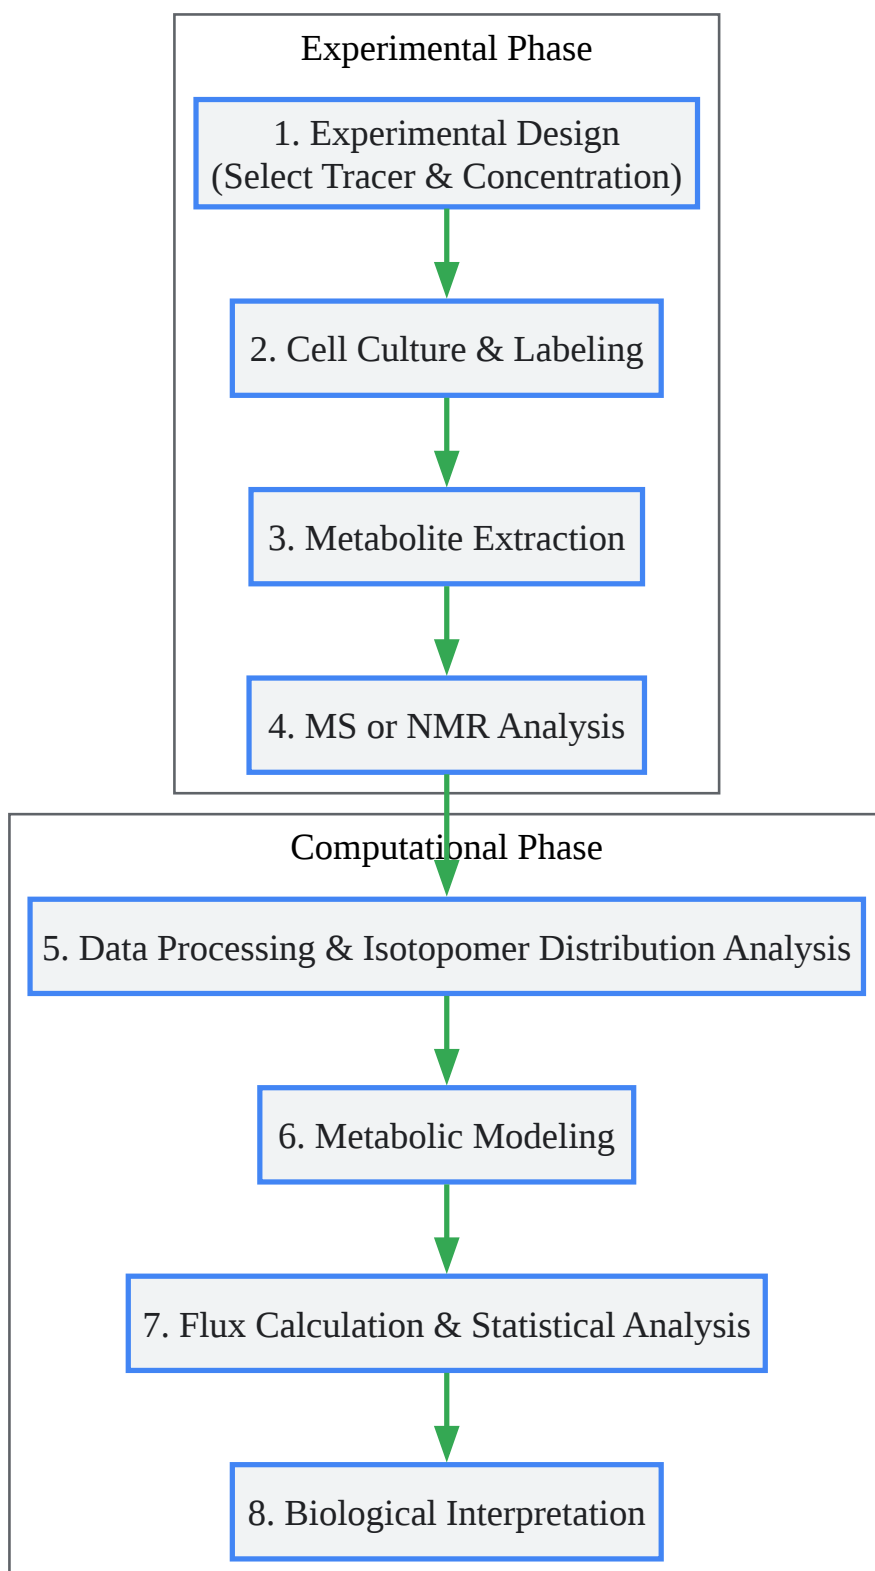 Experimental Phase
1. Experimental Design
(Select Tracer & Concentration)
2. Cell Culture & Labeling
3. Metabolite Extraction
4. MS or NMR Analysis
Computational Phase
5. Data Processing & Isotopomer Distribution Analysis
6. Metabolic Modeling
7. Flux Calculation & Statistical Analysis
8. Biological Interpretation